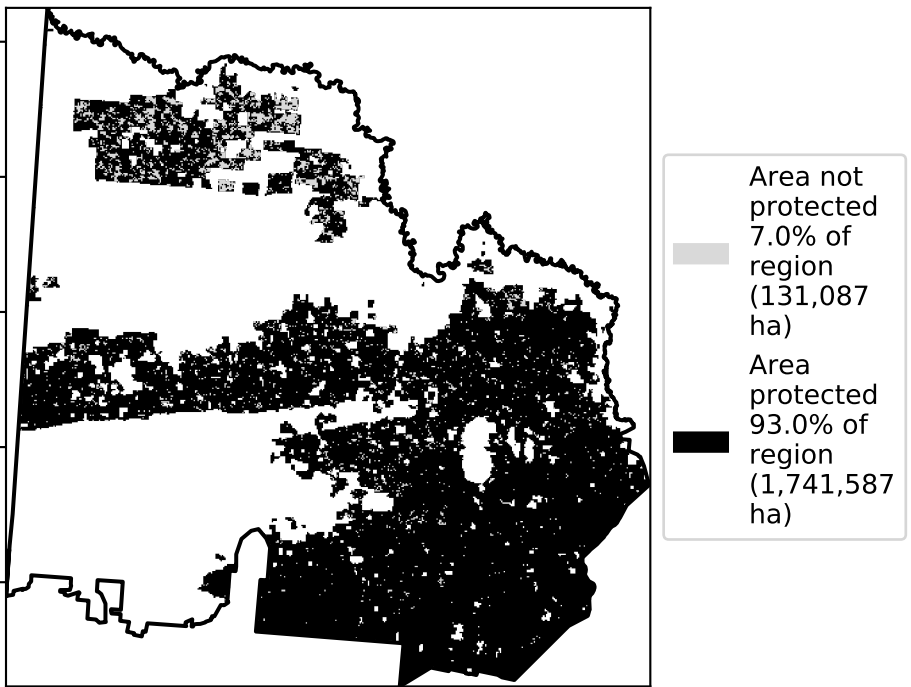 Area not
protected
7.0% of
region
(131,087
ha)
Area
protected
93.0% of
region
(1,741,587
ha)